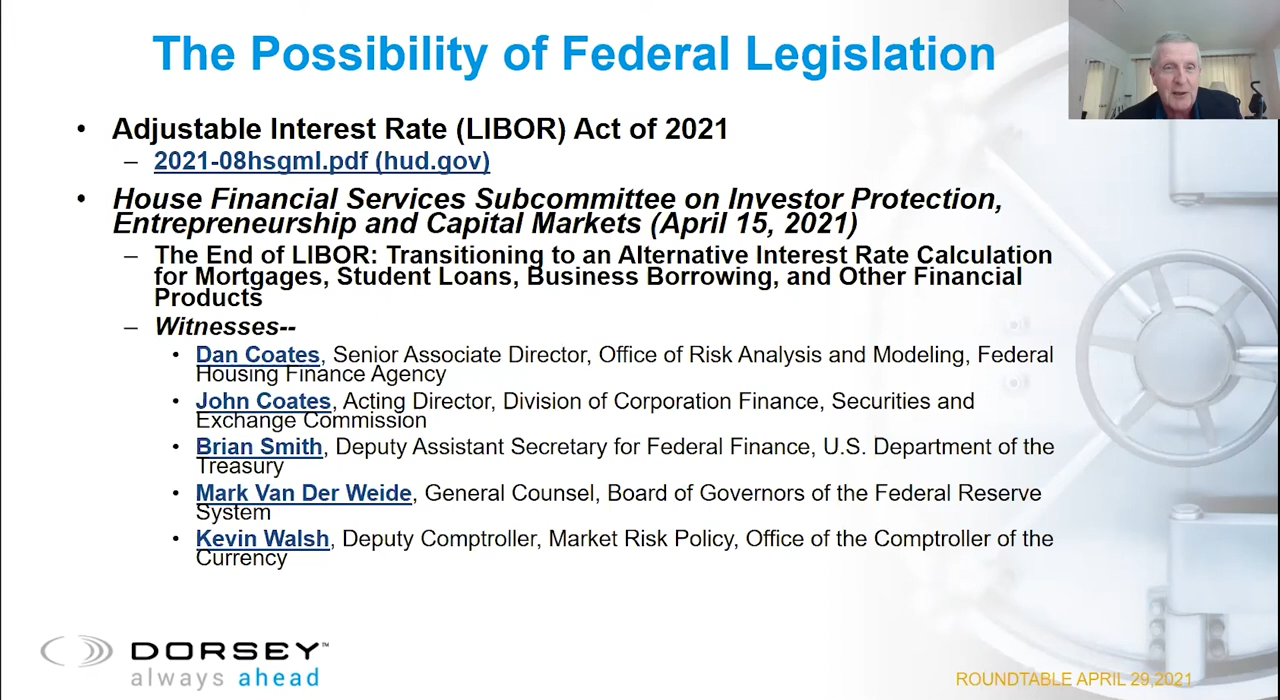 The Possibility of Federal Legislation
• Adjustable Interest Rate (LIBOR) Act of 2021
– 2021-08hsgml.pdf (hud.gov)
• House Financial Services Subcommittee on Investor Protection,
Entrepreneurship and Capital Markets (April 15, 2021)
– The End of LIBOR: Transitioning to an Alternative Interest Rate Calculation
for Mortgages, Student Loans, Business Borrowing, and Other Financial
Products
– Witnesses--
• Dan Coates, Senior Associate Director, Office of Risk Analysis and Modeling, Federal
Housing Finance Agency
• John Coates, Acting Director, Division of Corporation Finance, Securities and
Exchange Commission
• Brian Smith, Deputy Assistant Secretary for Federal Finance, U.S. Department of the
Treasury
• Mark Van Der Weide, General Counsel, Board of Governors of the Federal Reserve
System
• Kevin Walsh, Deputy Comptroller, Market Risk Policy, Office of the Comptroller of the
Currency
DORSEY™
always ahead
ROUNDTABLE APRIL 29,2021